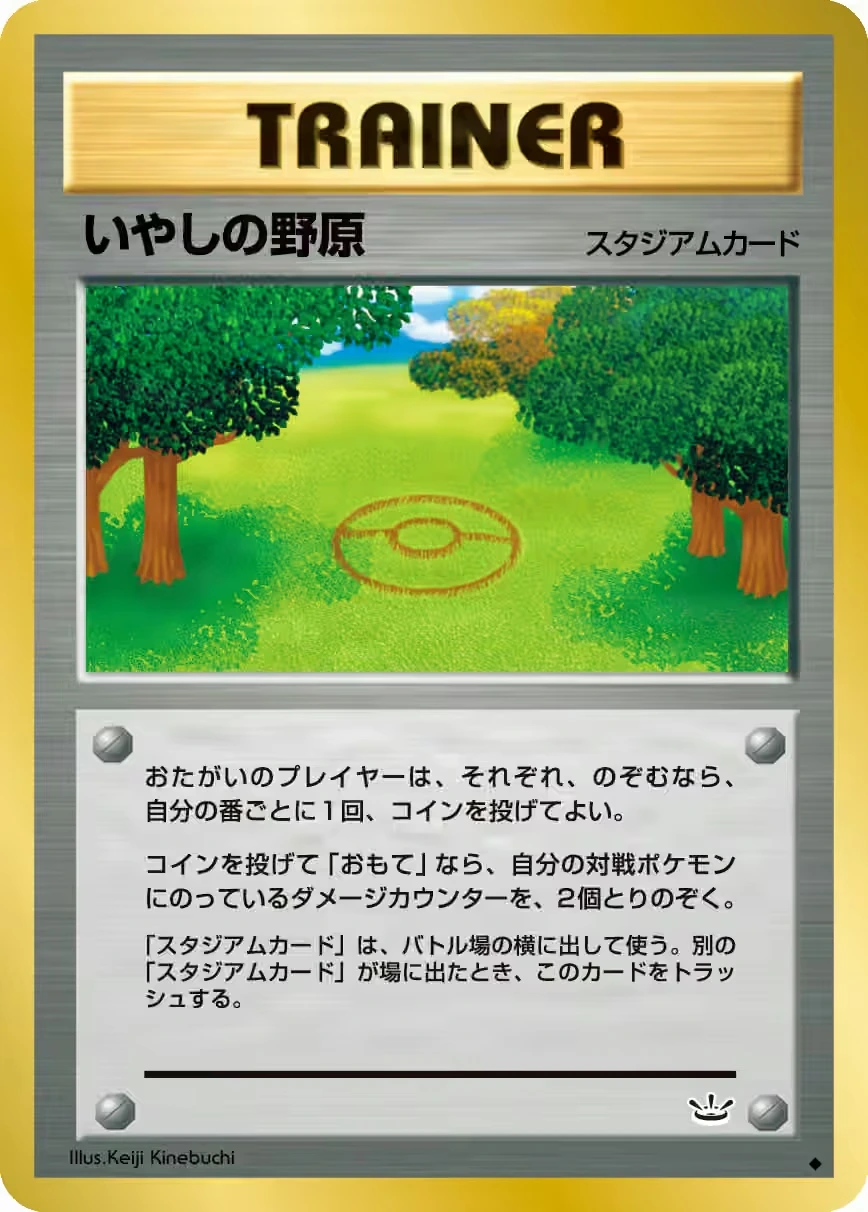 TRAINER
いやしの野原
スタジアムカード
おたがいのプレイヤーは、それぞれ、のぞむなら、
自分の番ごとに1回、コインを投げてよい。
コインを投げて「おもて」なら、自分の対戦ポケモン
にのっているダメージカウンターを、2個とりのぞく。
「スタジアムカード」は、バトル場の横に出して使う。別の
「スタジアムカード」が場に出たとき、このカードをトラッ
シュする。
Illus.Keiji Kinebuchi